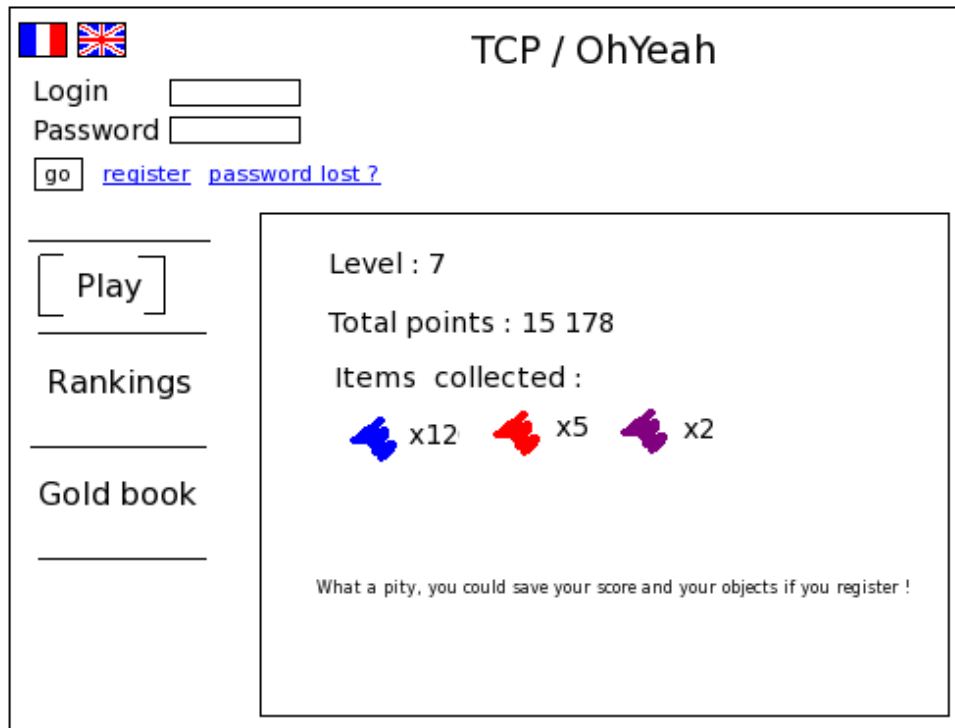 TCP / OhYeah
Login
Password
go register password lost ?
Play
Rankings
Gold book
Level : 7
Total points : 15 178
Items collected :
x12 x5 x2
What a pity, you could save your score and your objects if you register !